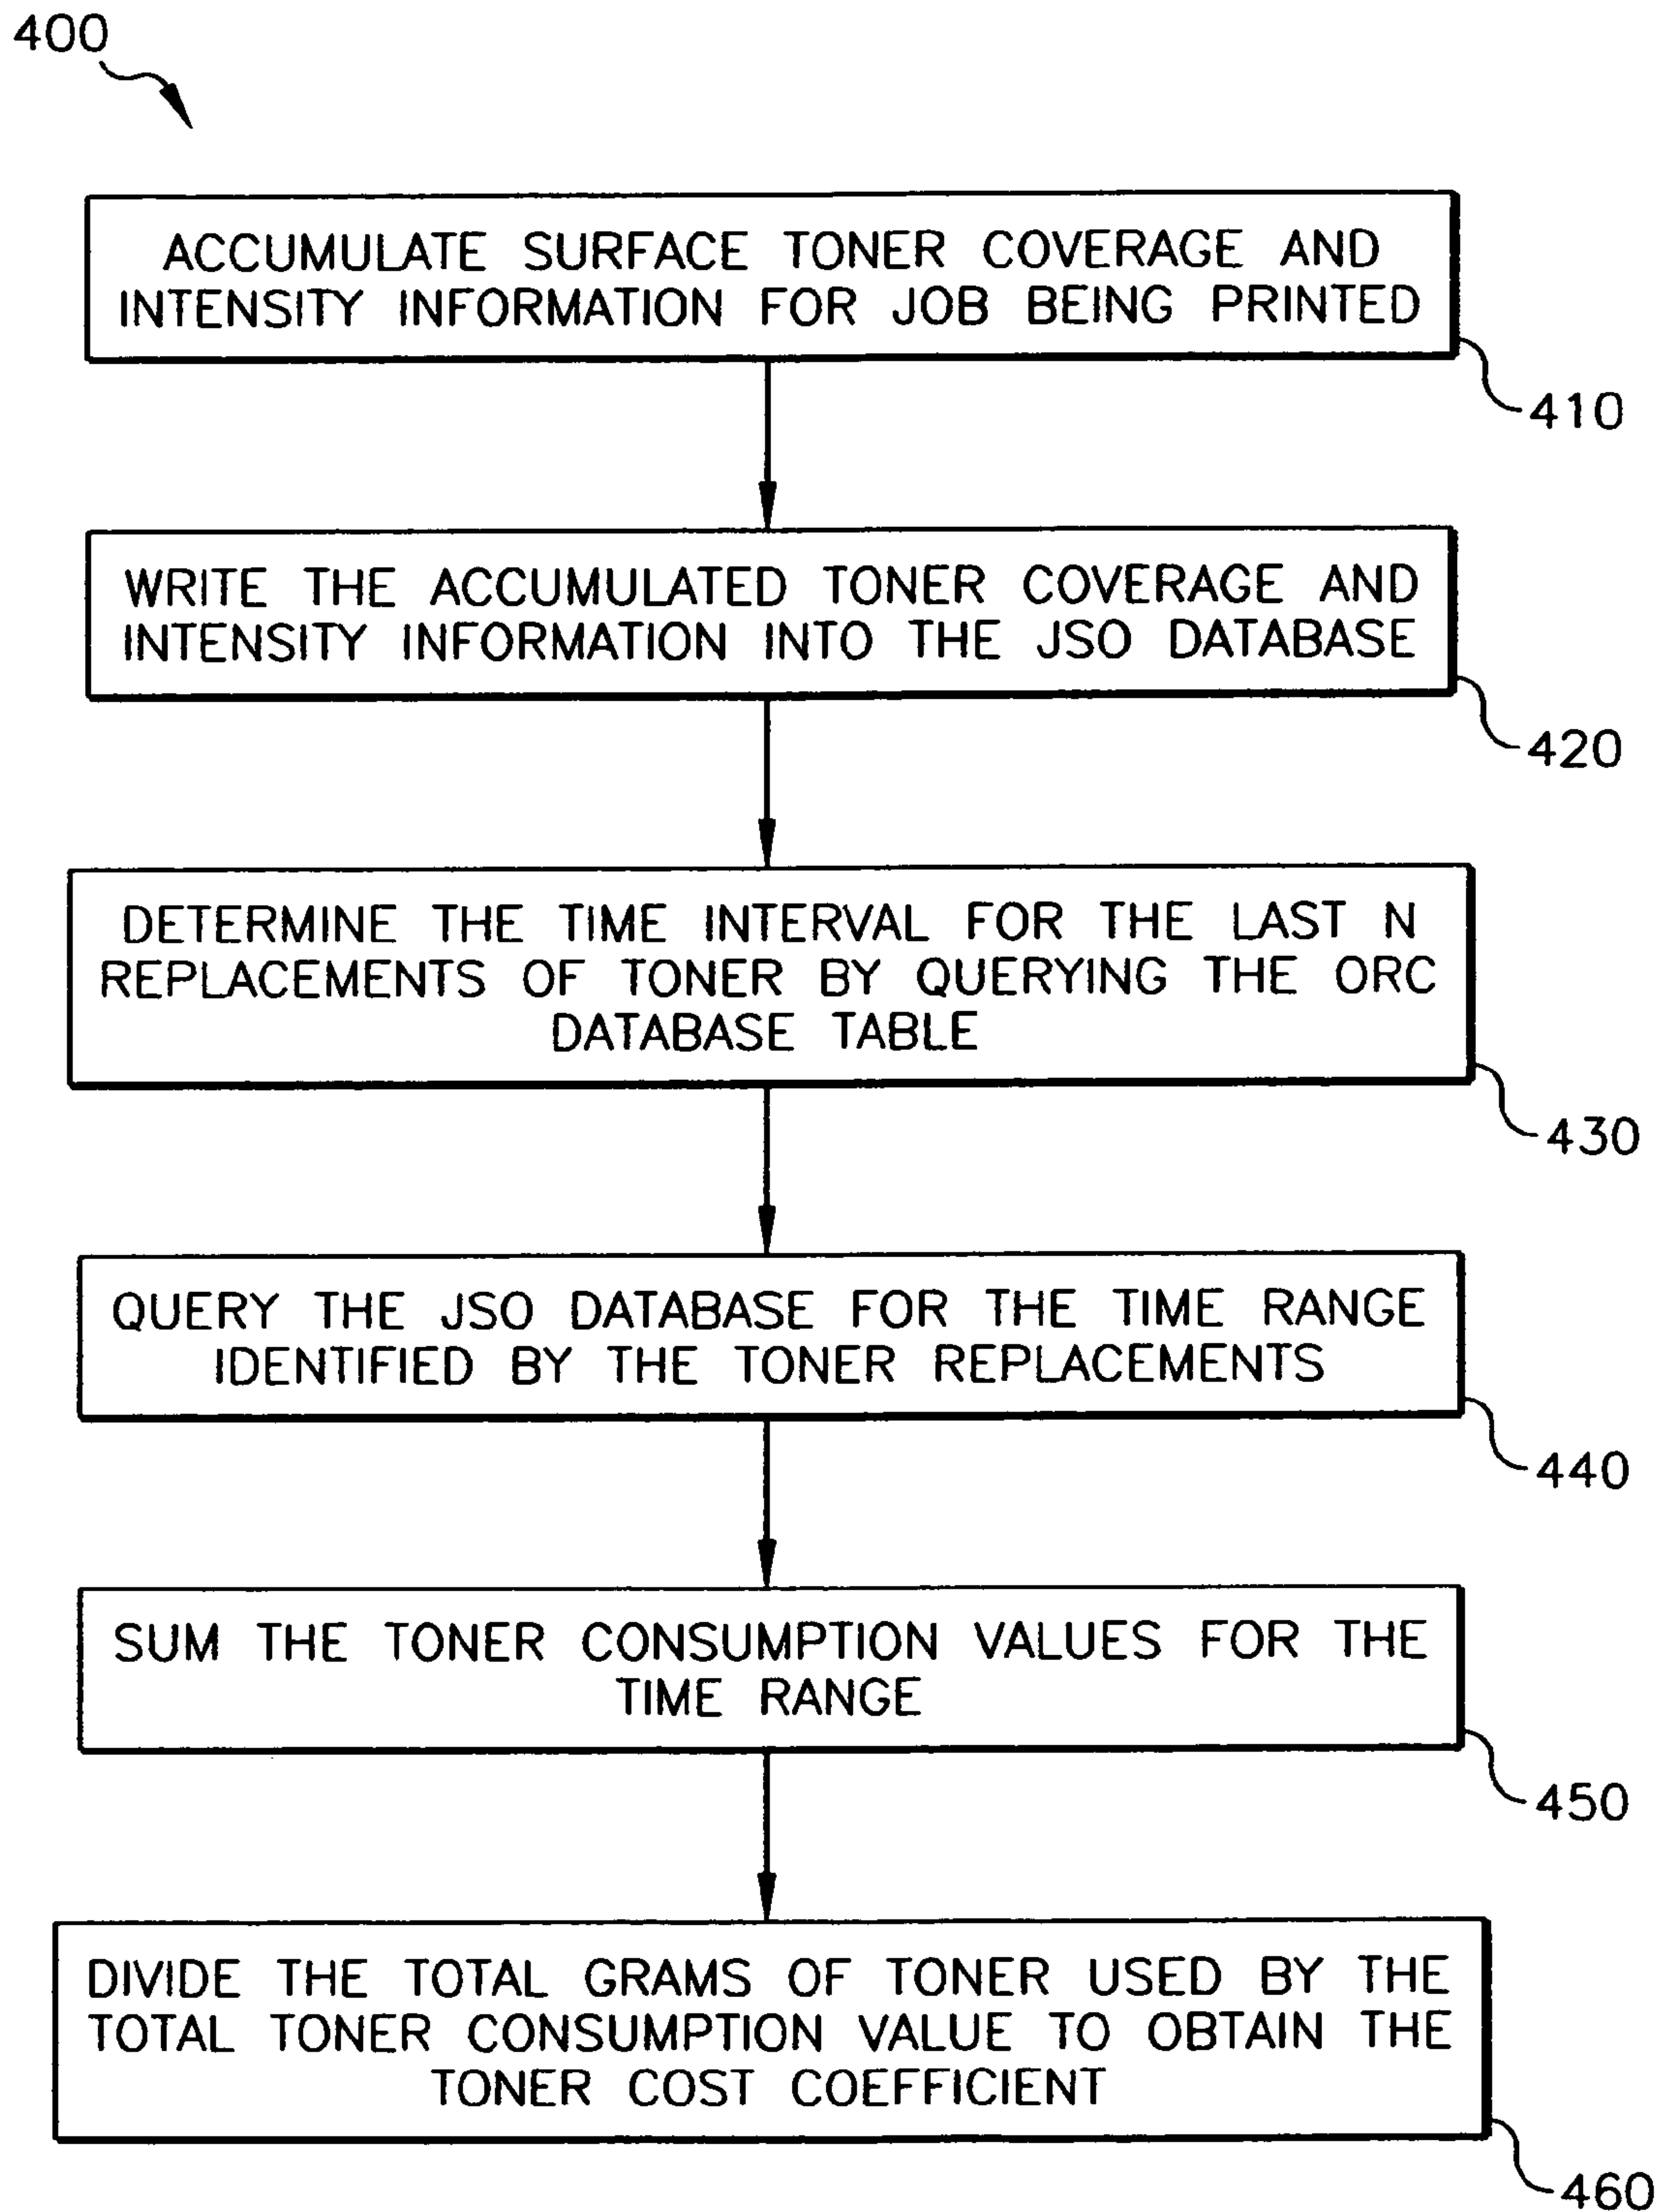 400
ACCUMULATE SURFACE TONER COVERAGE AND
INTENSITY INFORMATION FOR JOB BEING PRINTED
410
WRITE THE ACCUMULATED TONER COVERAGE AND
INTENSITY INFORMATION INTO THE JSO DATABASE
420
DETERMINE THE TIME INTERVAL FOR THE LAST N
REPLACEMENTS OF TONER BY QUERYING THE ORC
DATABASE TABLE
430
QUERY THE JSO DATABASE FOR THE TIME RANGE
IDENTIFIED BY THE TONER REPLACEMENTS
440
SUM THE TONER CONSUMPTION VALUES FOR THE
TIME RANGE
450
DIVIDE THE TOTAL GRAMS OF TONER USED BY THE
TOTAL TONER CONSUMPTION VALUE TO OBTAIN THE
TONER COST COEFFICIENT
460